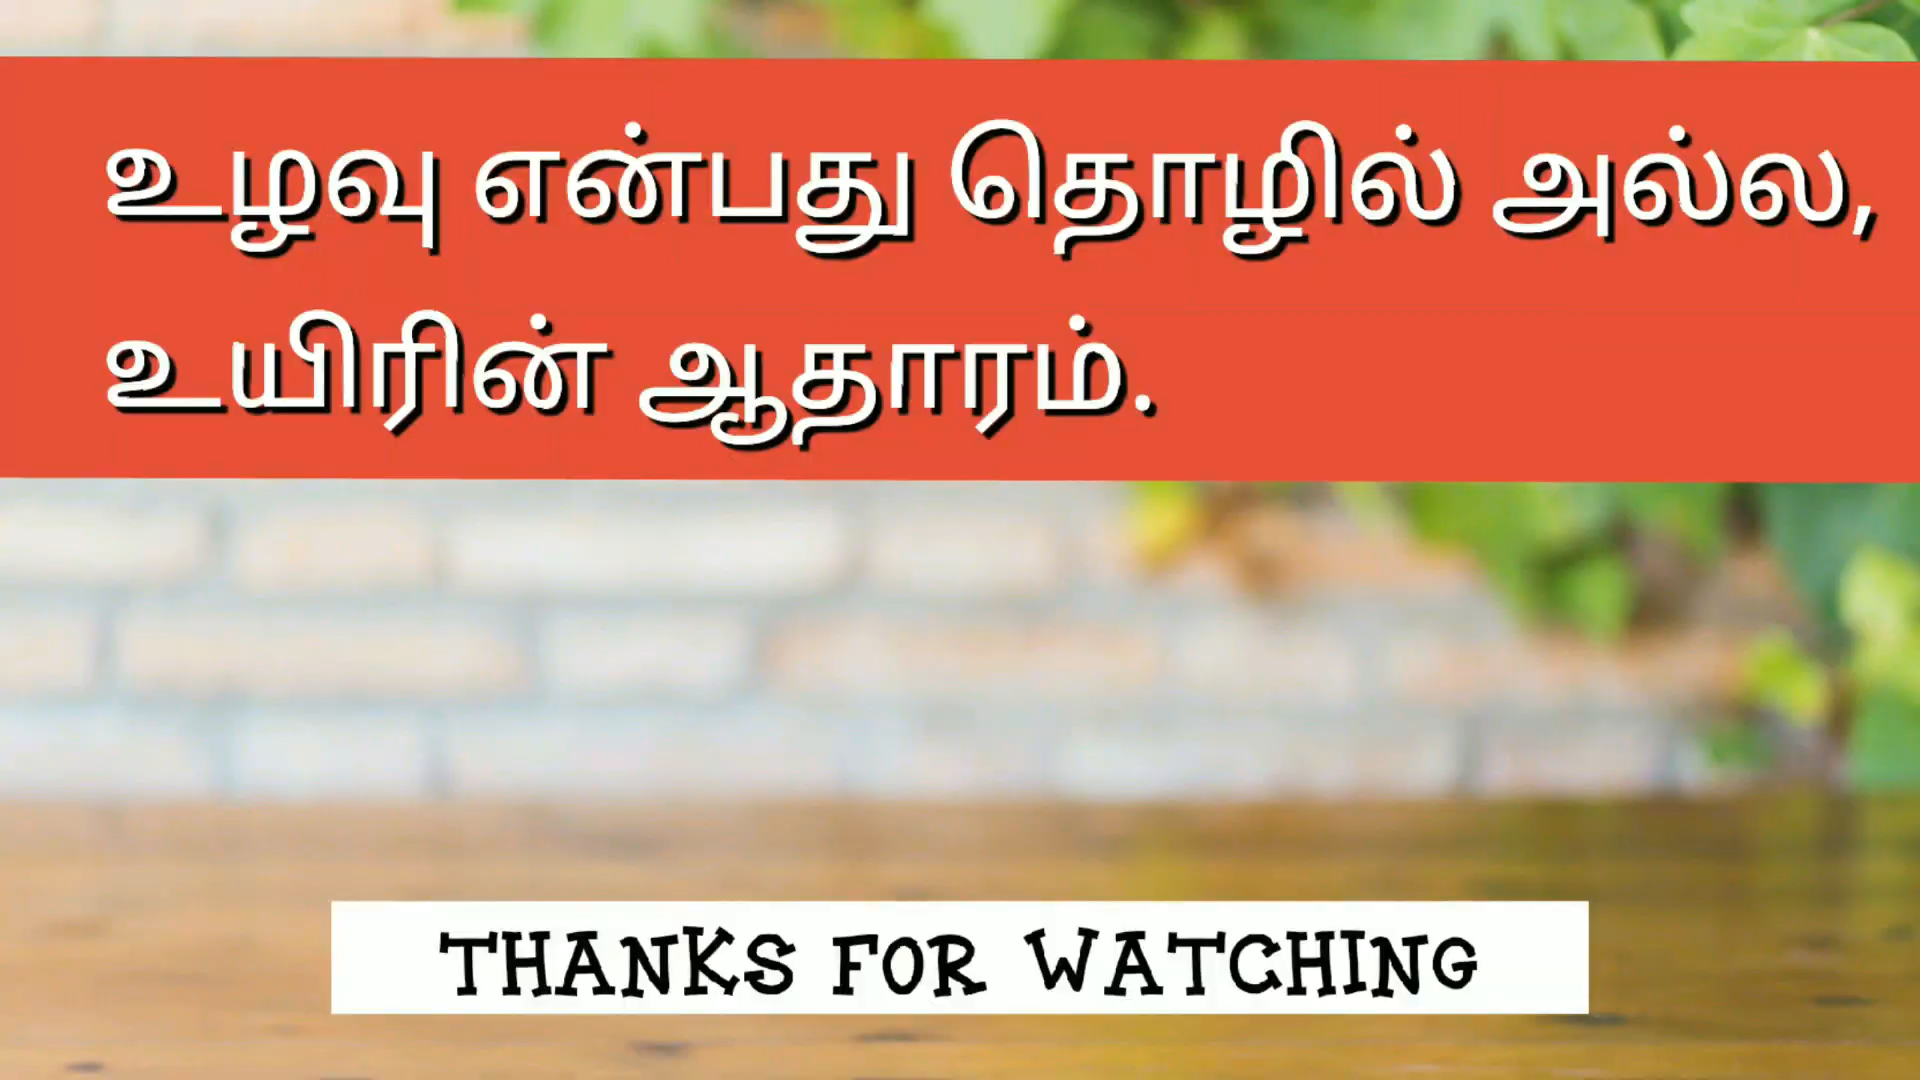 உழவு என்பது தொழில் அல்ல,
உயிரின் ஆதாரம்.
THANKS FOR WATCHING